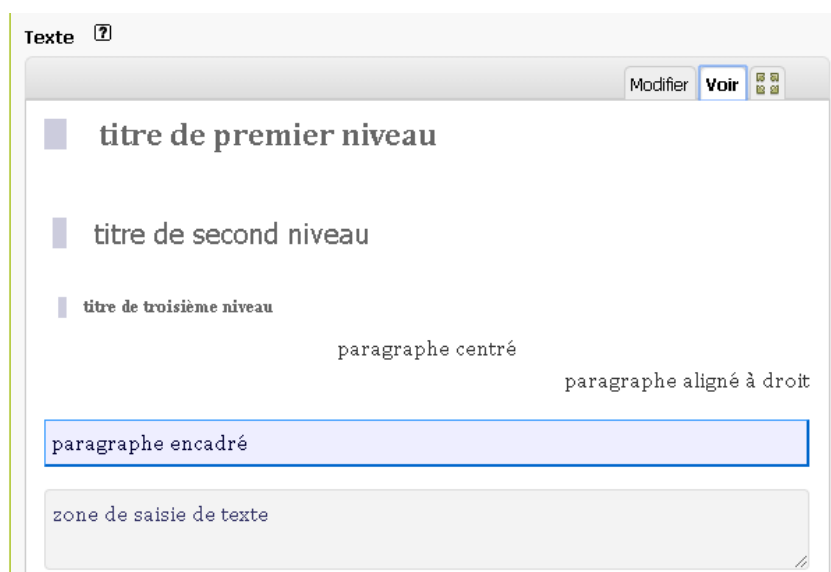 Texte ?
Modifier Voir
titre de premier niveau
titre de second niveau
titre de troisième niveau
paragraphe centré
paragraphe aligné à droit
paragraphe encadré
zone de saisie de texte